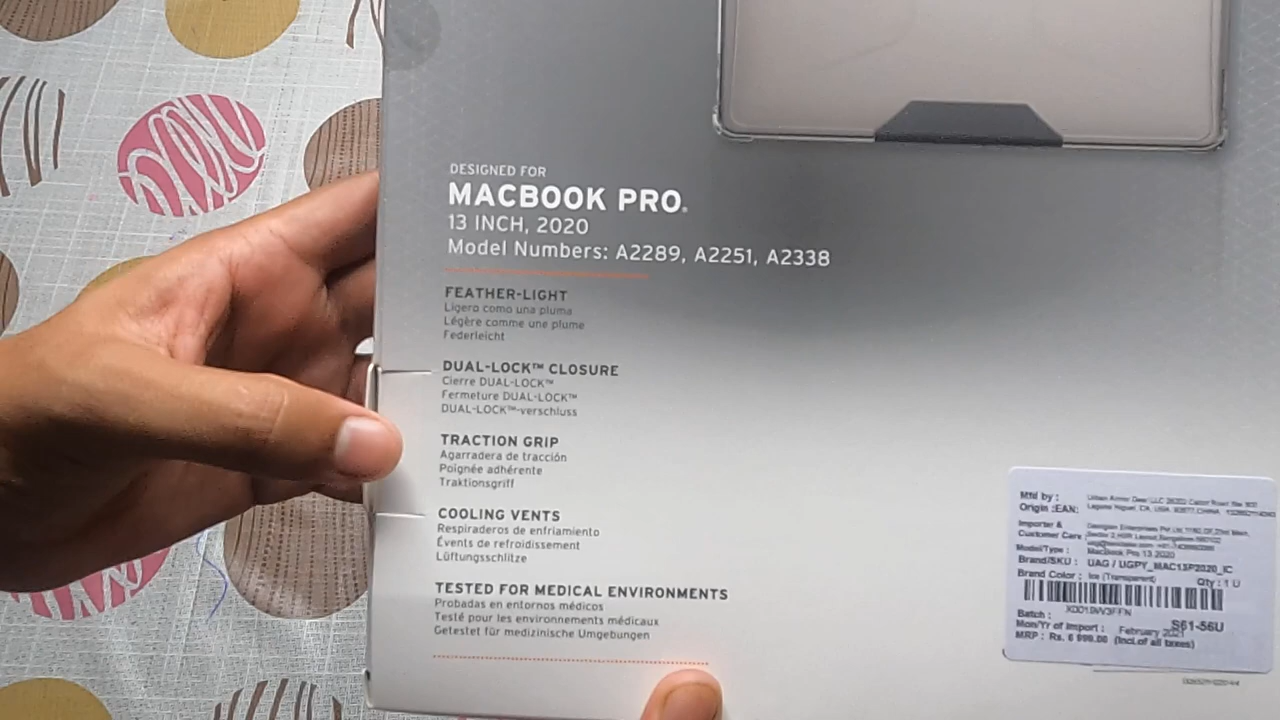 DESIGNED FOR
MACBOOK PRO®
13 INCH, 2020
Model Numbers: A2289, A2251, A2338
FEATHER-LIGHT
Ligero como una pluma
Légère comme une plume
Federleicht
DUAL-LOCK™ CLOSURE
Cierre DUAL-LOCK™
Fermeture DUAL-LOCK™
DUAL-LOCK™-verschluss
TRACTION GRIP
Agarradera de tracción
Poignée adhérente
Traktionsgriff
COOLING VENTS
Respiraderos de enfriamiento
Évents de refroidissement
Lüftungsschlitze
TESTED FOR MEDICAL ENVIRONMENTS
Probadas en entornos médicos
Testé pour les environnements médicaux
Getestet für medizinische Umgebungen
Mfd by :
Origin :EAN:
Laguna Niguel, CA, USA
Importer &
Customer Care
Model/Type : MacBook Pro 13 2020
Brand/SKU : UAG / UGPY_MAC13P2020_IC
Brand Color : Ice (Transparent) Qty : 1 U
Batch : S61-56U
Mon/Yr of Import : February 2021
MRP : Rs. 6 999.00 (Incl.of all taxes)